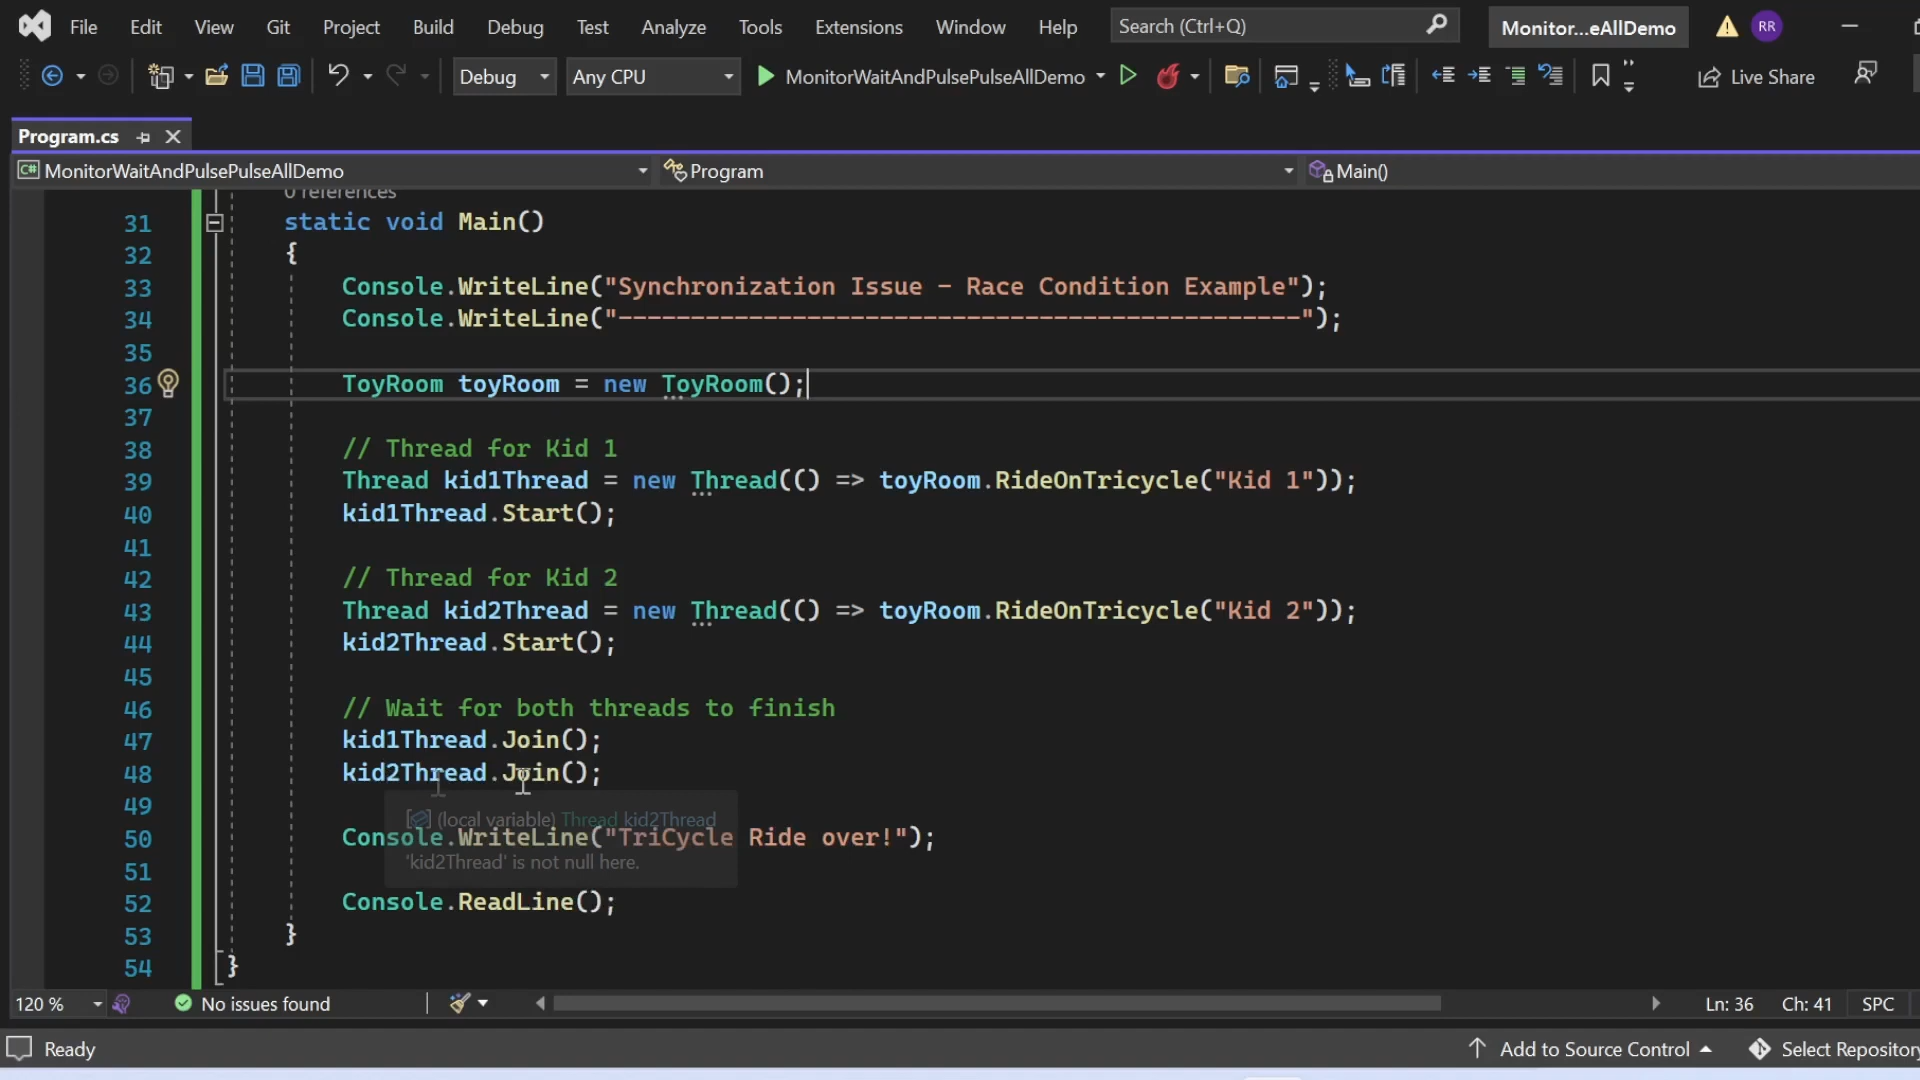 File Edit View Git Project Build Debug Test Analyze Tools Extensions Window Help Search (Ctrl+Q) Monitor...eAllDemo RR
Debug Any CPU MonitorWaitAndPulsePulseAllDemo Live Share
Program.cs
C# MonitorWaitAndPulsePulseAllDemo Program Main()
0 references
31 static void Main()
32 {
33 Console.WriteLine("Synchronization Issue - Race Condition Example");
34 Console.WriteLine("-----------------------------------------------");
35
36 ToyRoom toyRoom = new ToyRoom();
37
38 // Thread for Kid 1
39 Thread kid1Thread = new Thread(() => toyRoom.RideOnTricycle("Kid 1"));
40 kid1Thread.Start();
41
42 // Thread for Kid 2
43 Thread kid2Thread = new Thread(() => toyRoom.RideOnTricycle("Kid 2"));
44 kid2Thread.Start();
45
46 // Wait for both threads to finish
47 kid1Thread.Join();
48 kid2Thread.Join();
49
(local variable) Thread kid2Thread
50 Console.WriteLine("TriCycle Ride over!");
'kid2Thread' is not null here.
51
52 Console.ReadLine();
53 }
54 }
120 % No issues found Ln: 36 Ch: 41 SPC
Ready Add to Source Control Select Repository